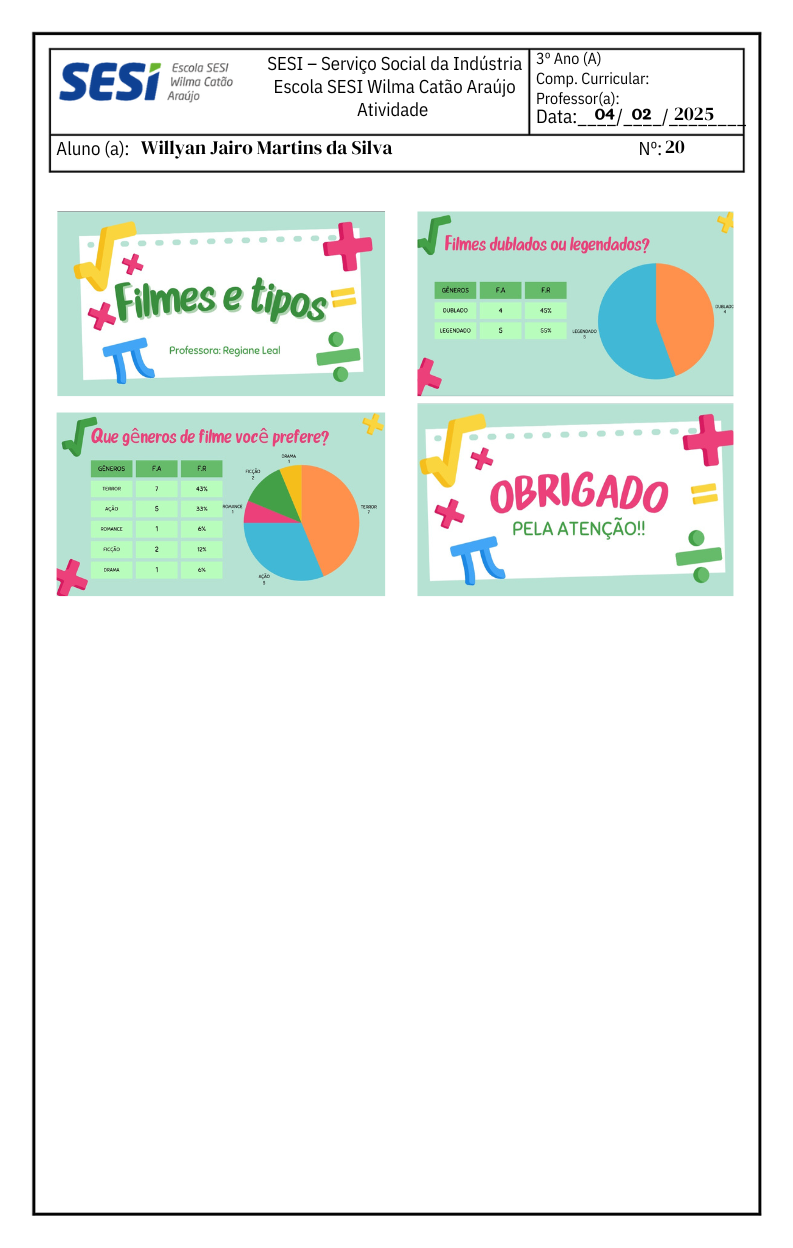 SESI
Escola SESI
Wilma Catão
Araújo
SESI – Serviço Social da Indústria
Escola SESI Wilma Catão Araújo
Atividade
3º Ano (A)
Comp. Curricular:
Professor(a):
Data:____04/____02/____2025____
Aluno (a): Willyan Jairo Martins da Silva
Nº: 20
Filmes e tipos
Professora: Regiane Leal
Filmes dublados ou legendados?
GÊNEROS F.A F.R
DUBLADO 4 45%
LEGENDADO 5 55%
DUBLADO
4
LEGENDADO
5
Que gêneros de filme você prefere?
GÊNEROS F.A F.R
TERROR 7 43%
AÇÃO 5 33%
ROMANCE 1 6%
FICÇÃO 2 12%
DRAMA 1 6%
DRAMA
1
FICÇÃO
2
ROMANCE
1
TERROR
7
AÇÃO
5
OBRIGADO
PELA ATENÇÃO!!